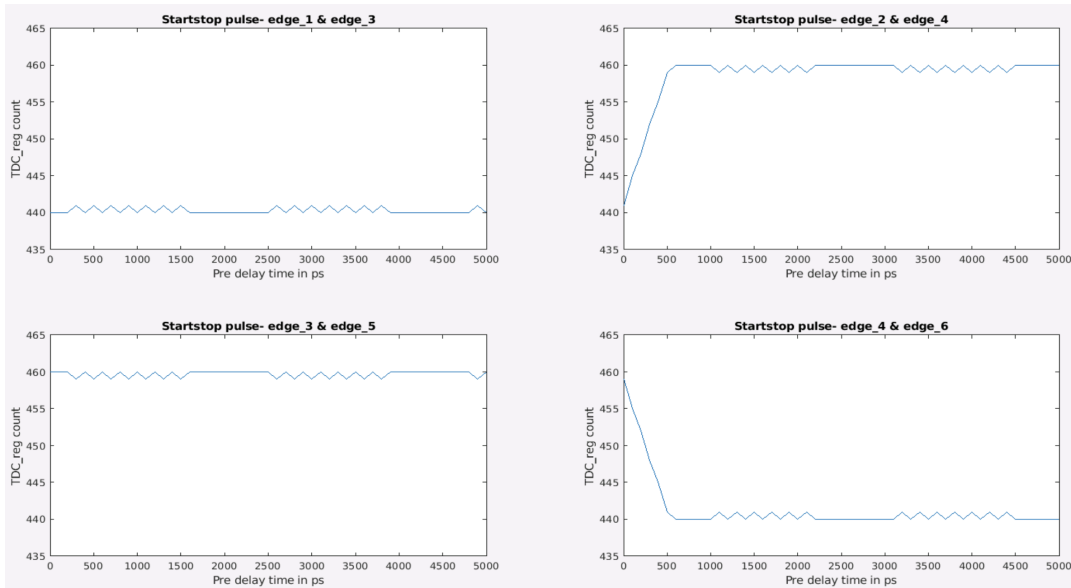 Startstop pulse- edge_1 & edge_3
465
460
455
450
445
440
435
TDC_reg count
0 500 1000 1500 2000 2500 3000 3500 4000 4500 5000
Pre delay time in ps
Startstop pulse- edge_2 & edge_4
465
460
455
450
445
440
435
TDC_reg count
0 500 1000 1500 2000 2500 3000 3500 4000 4500 5000
Pre delay time in ps
Startstop pulse- edge_3 & edge_5
465
460
455
450
445
440
435
TDC_reg count
0 500 1000 1500 2000 2500 3000 3500 4000 4500 5000
Pre delay time in ps
Startstop pulse- edge_4 & edge_6
465
460
455
450
445
440
435
TDC_reg count
0 500 1000 1500 2000 2500 3000 3500 4000 4500 5000
Pre delay time in ps